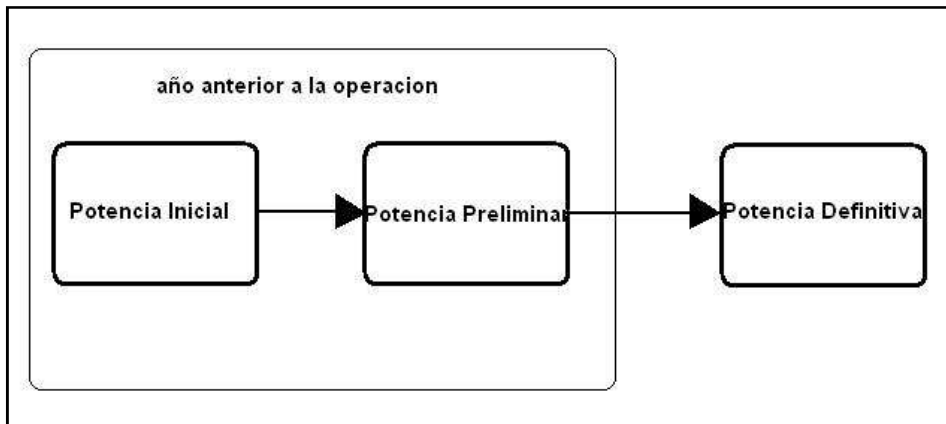 año anterior a la operacion
Potencia Inicial
Potencia Preliminar
Potencia Definitiva